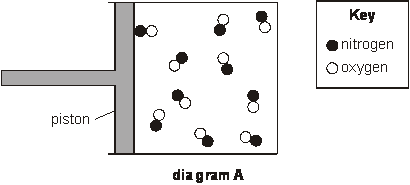 Key
nitrogen
oxygen
piston
diagram A